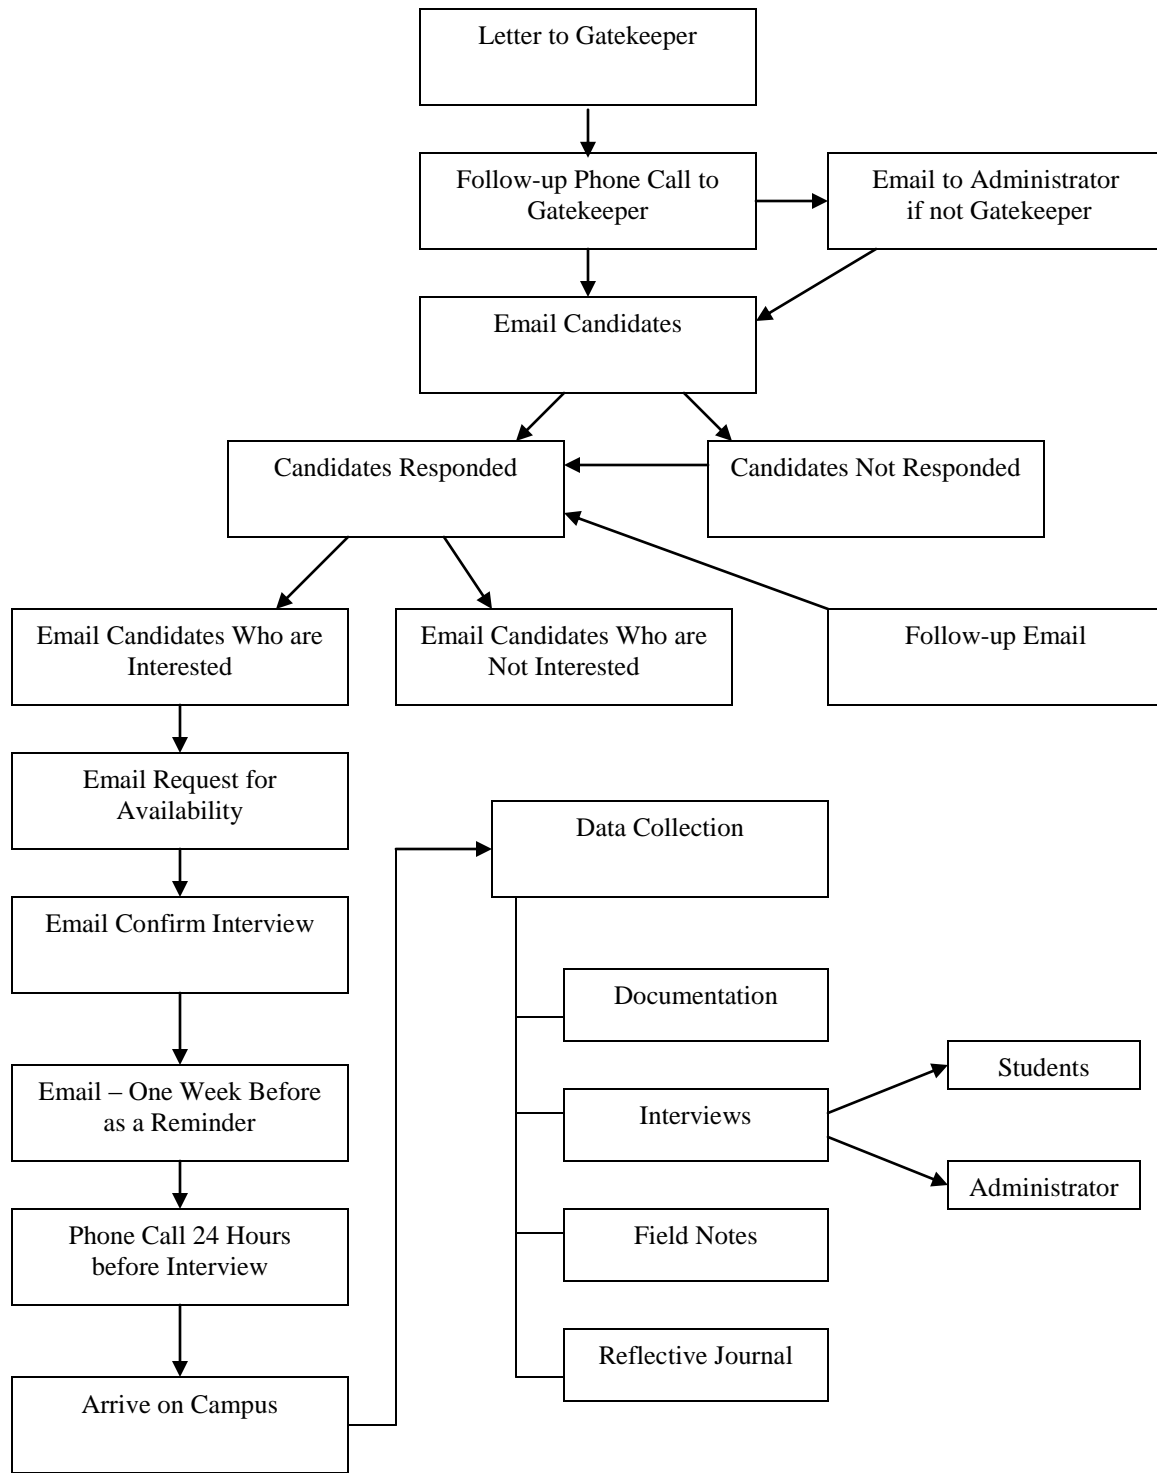 Letter to Gatekeeper
Follow-up Phone Call to
Gatekeeper
Email to Administrator
if not Gatekeeper
Email Candidates
Candidates Responded
Candidates Not Responded
Email Candidates Who are
Interested
Email Candidates Who are
Not Interested
Follow-up Email
Email Request for
Availability
Email Confirm Interview
Email – One Week Before
as a Reminder
Phone Call 24 Hours
before Interview
Arrive on Campus
Data Collection
Documentation
Interviews
Students
Administrator
Field Notes
Reflective Journal